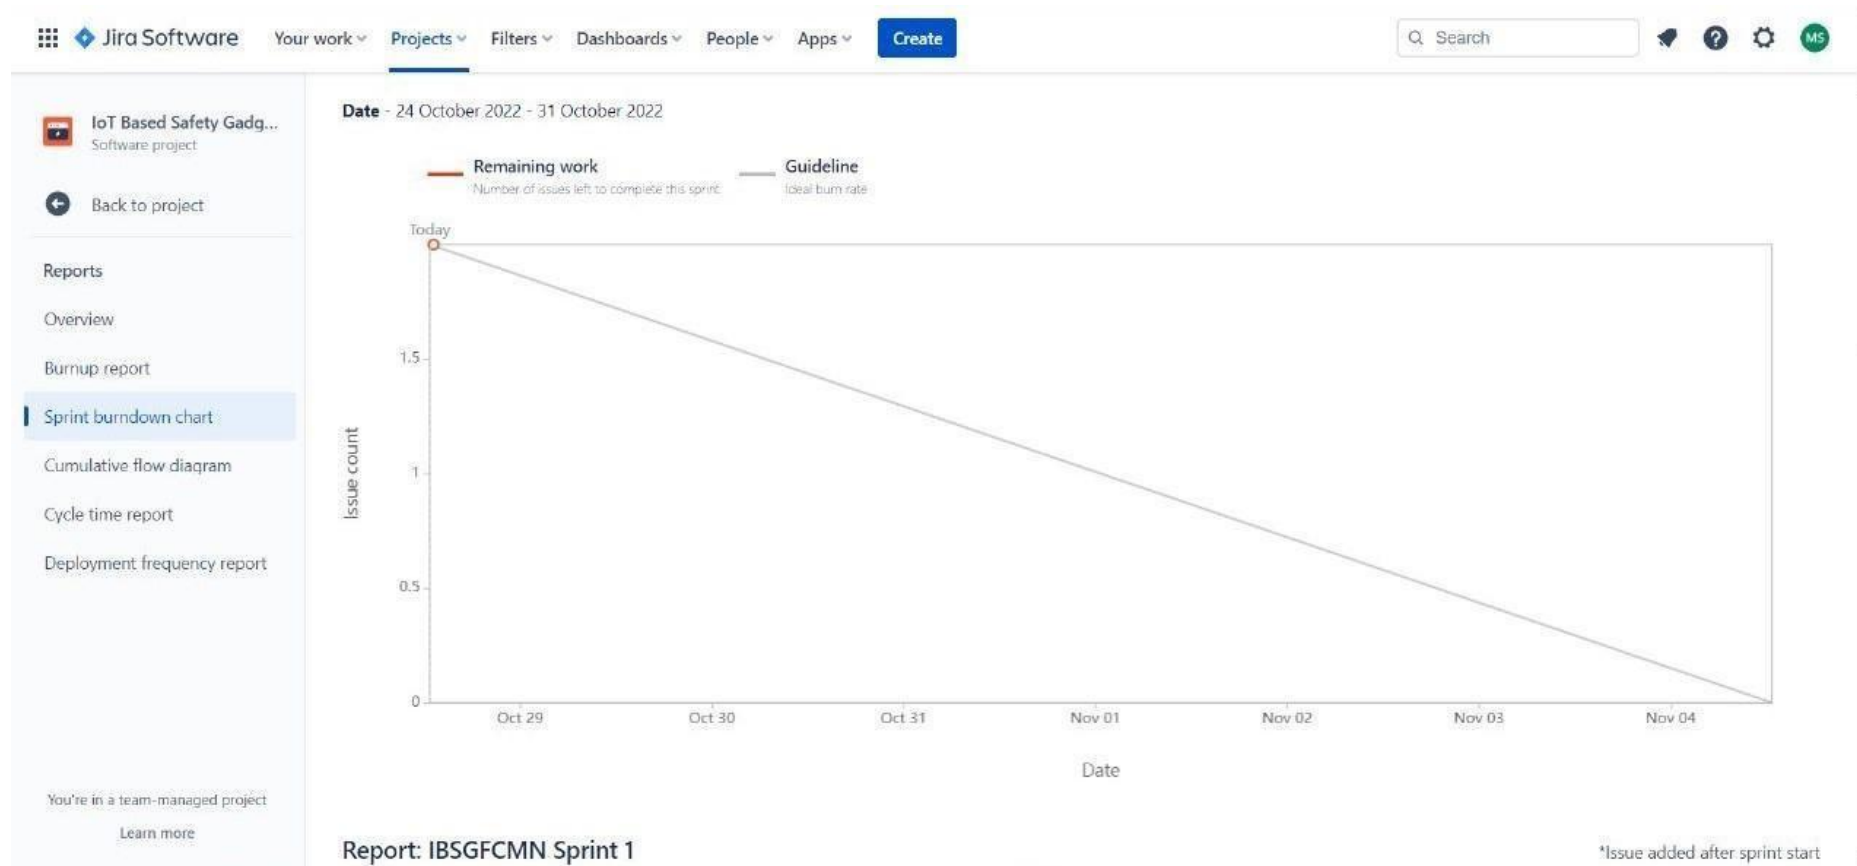 Jira Software Your work Projects Filters Dashboards People Apps Create Search MS
IoT Based Safety Gadg...
Software project
Back to project
Reports
Overview
Burnup report
Sprint burndown chart
Cumulative flow diagram
Cycle time report
Deployment frequency report
You're in a team-managed project
Learn more
Date - 24 October 2022 - 31 October 2022
Remaining work
Number of issues left to complete this sprint
Guideline
Ideal burn rate
Today
1.5
1
0.5
0
Issue count
Oct 29 Oct 30 Oct 31 Nov 01 Nov 02 Nov 03 Nov 04
Date
Report: IBSGFCMN Sprint 1
*Issue added after sprint start